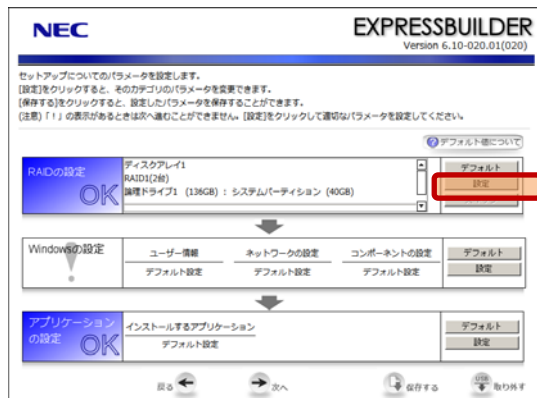 NEC
EXPRESSBUILDER
Version 6.10-020.01(020)
セットアップについてのパラメータを設定します。
[設定]をクリックすると、そのカテゴリのパラメータを変更できます。
[保存する]をクリックすると、設定したパラメータを保存することができます。
(注意)「！」の表示があるときは次へ進むことができません。[設定]をクリックして適切なパラメータを設定してください。
デフォルト値について
RAIDの設定
OK
ディスクアレイ1
RAID1(2台)
論理ドライブ1 (136GB) : システムパーティション (40GB)
デフォルト
設定
Windowsの設定
ユーザー情報 ネットワークの設定 コンポーネントの設定
デフォルト設定 デフォルト設定 デフォルト設定
デフォルト
設定
アプリケーション
の設定 OK
インストールするアプリケーション
デフォルト設定
デフォルト
設定
戻る 次へ 保存する USB 取り外す